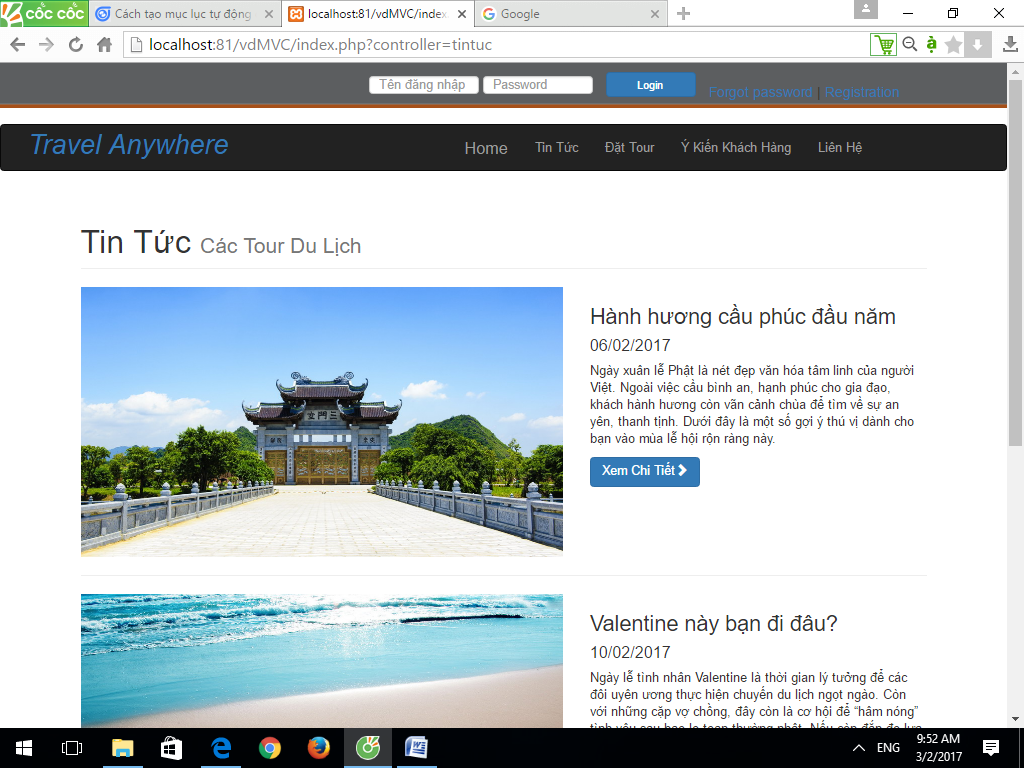 cốc cốc
Cách tạo mục lục tự động
localhost:81/vdMVC/index.
Google
localhost:81/vdMVC/index.php?controller=tintuc
Tên đăng nhập Password Login Forgot password | Registration
Travel Anywhere Home Tin Tức Đặt Tour Ý Kiến Khách Hàng Liên Hệ
Tin Tức Các Tour Du Lịch
Hành hương cầu phúc đầu năm
06/02/2017
Ngày xuân lễ Phật là nét đẹp văn hóa tâm linh của người
Việt. Ngoài việc cầu bình an, hạnh phúc cho gia đạo,
khách hành hương còn vãn cảnh chùa để tìm về sự an
yên, thanh tịnh. Dưới đây là một số gợi ý thú vị dành cho
bạn vào mùa lễ hội rộn ràng này.
Xem Chi Tiết
Valentine này bạn đi đâu?
10/02/2017
Ngày lễ tình nhân Valentine là thời gian lý tưởng để các
đôi uyên ương thực hiện chuyến du lịch ngọt ngào. Còn
với những cặp vợ chồng, đây còn là cơ hội để “hâm nóng”
ENG
9:52 AM
3/2/2017